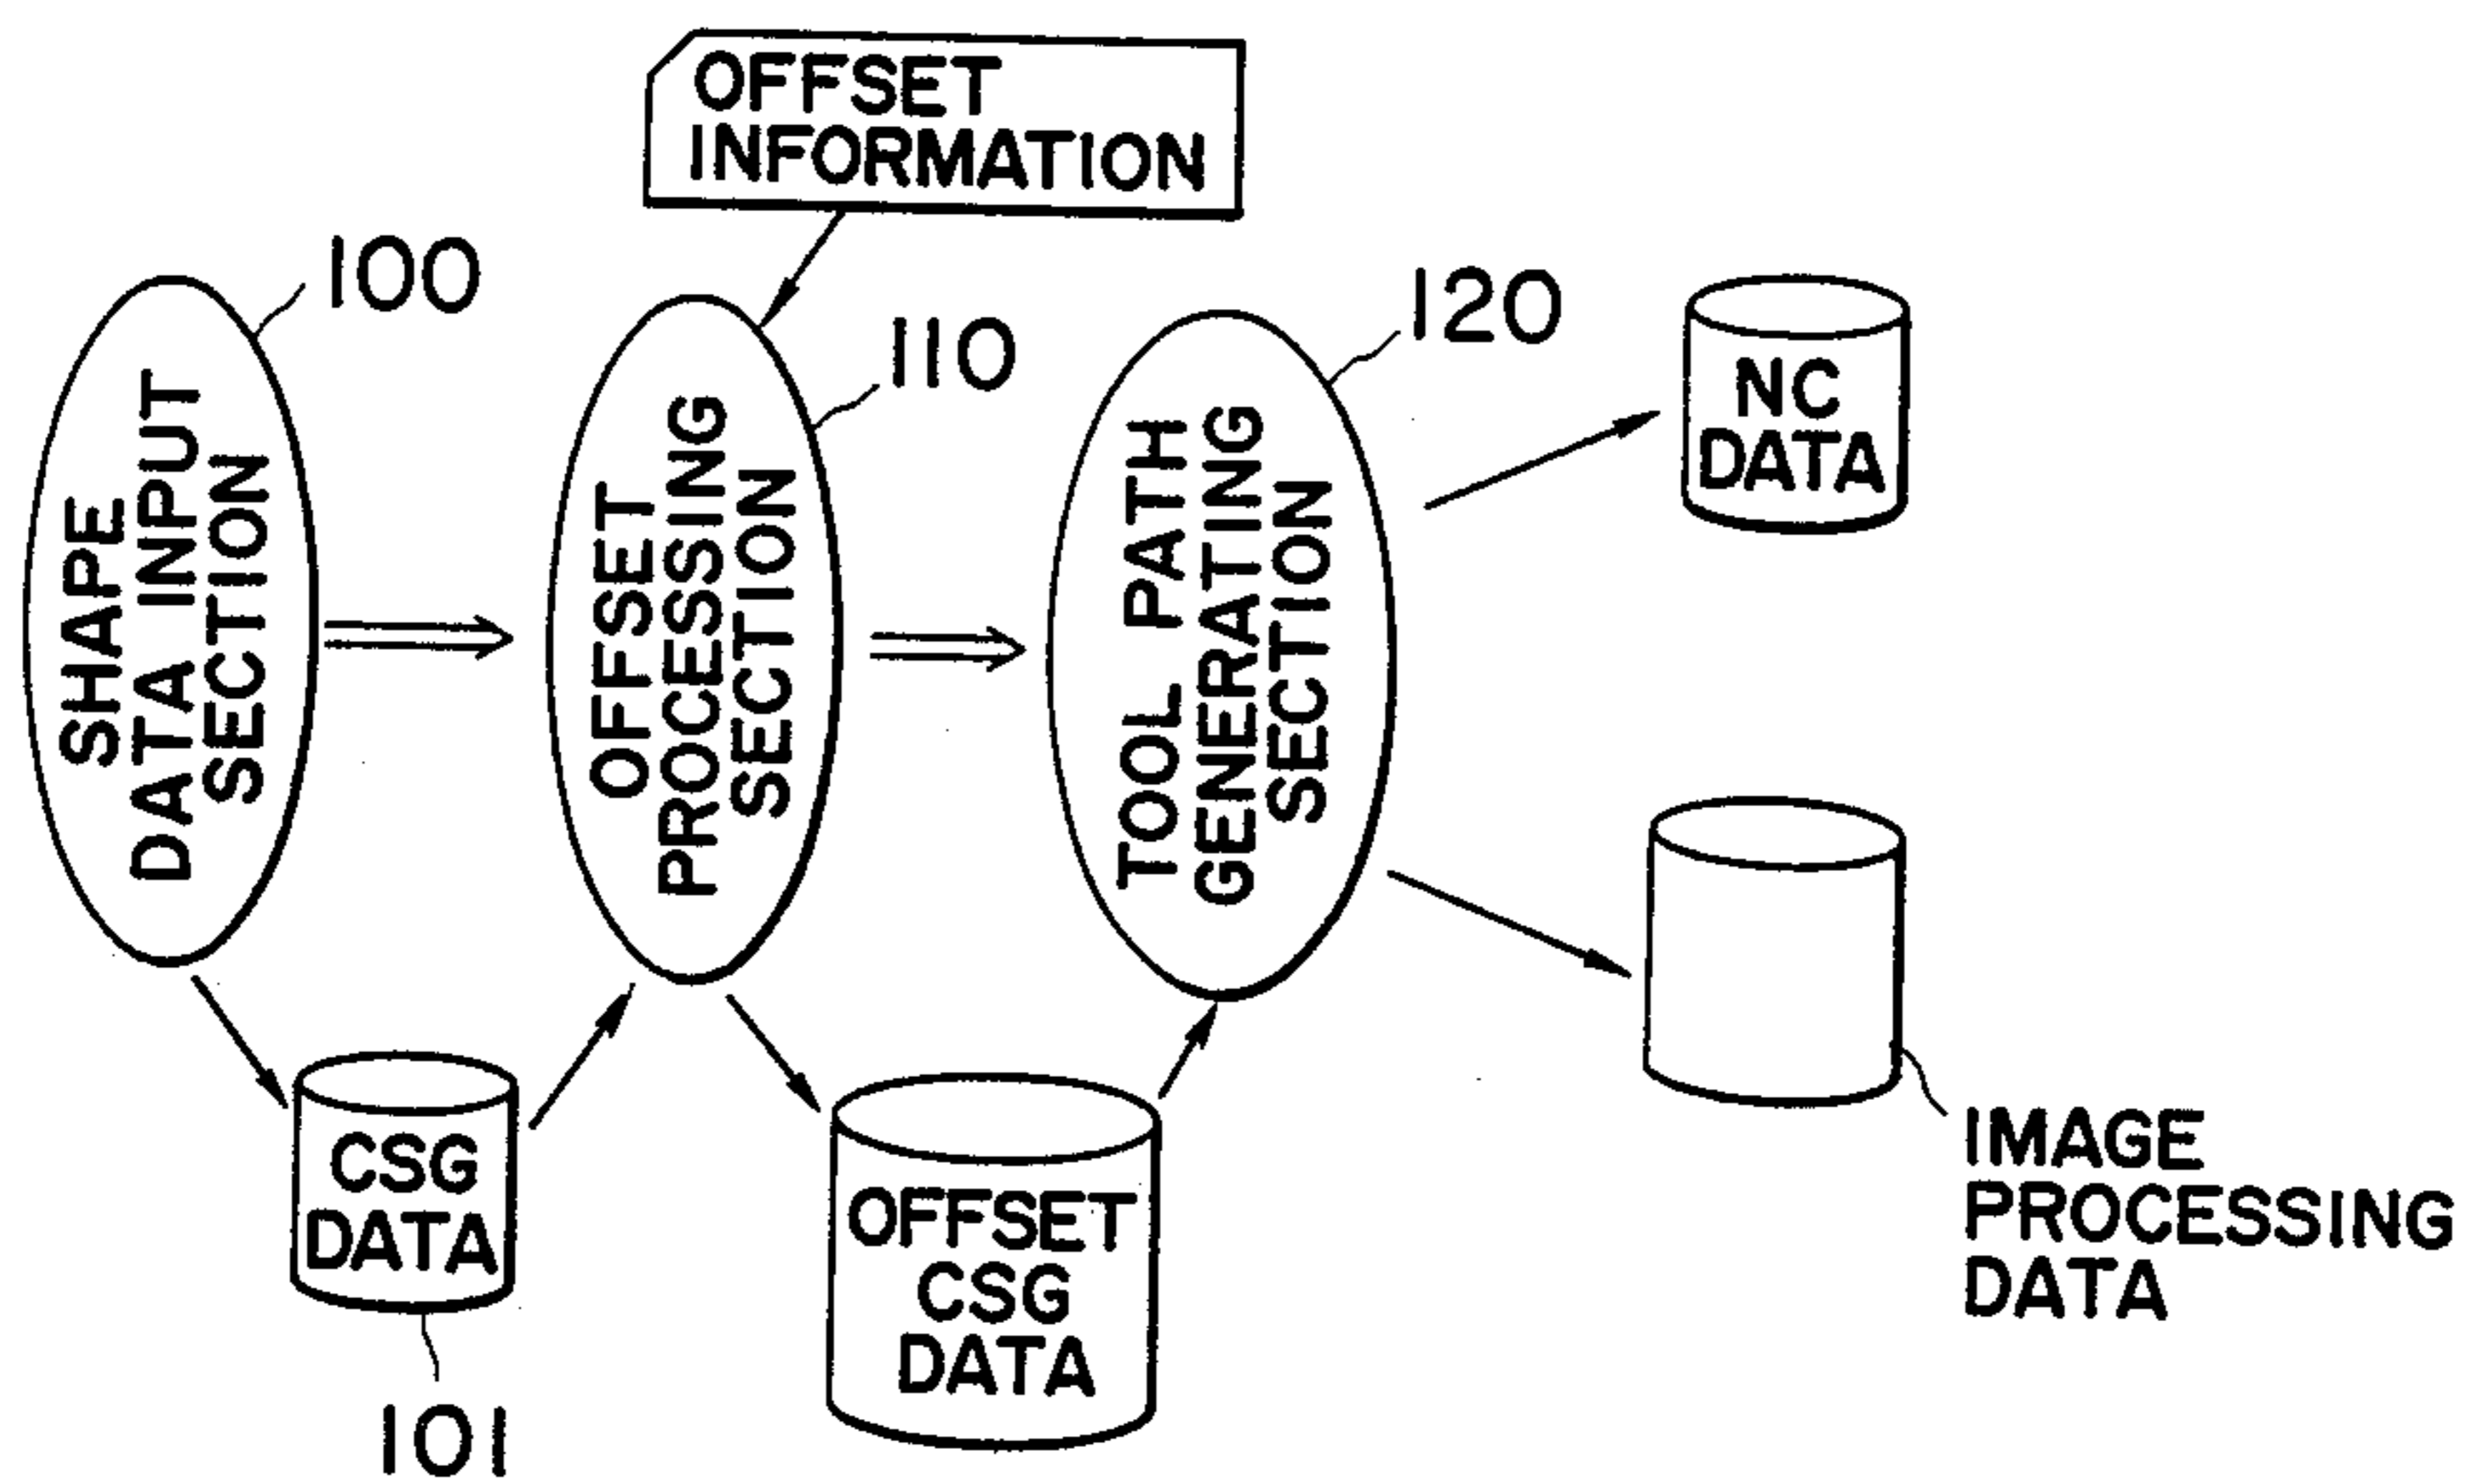 OFFSET
INFORMATION
100
110
120
SHAPE
DATA INPUT
SECTION
OFFSET
PROCESSING
SECTION
TOOL PATH
GENERATING
SECTION
NC
DATA
CSG
DATA
101
OFFSET
CSG
DATA
IMAGE
PROCESSING
DATA